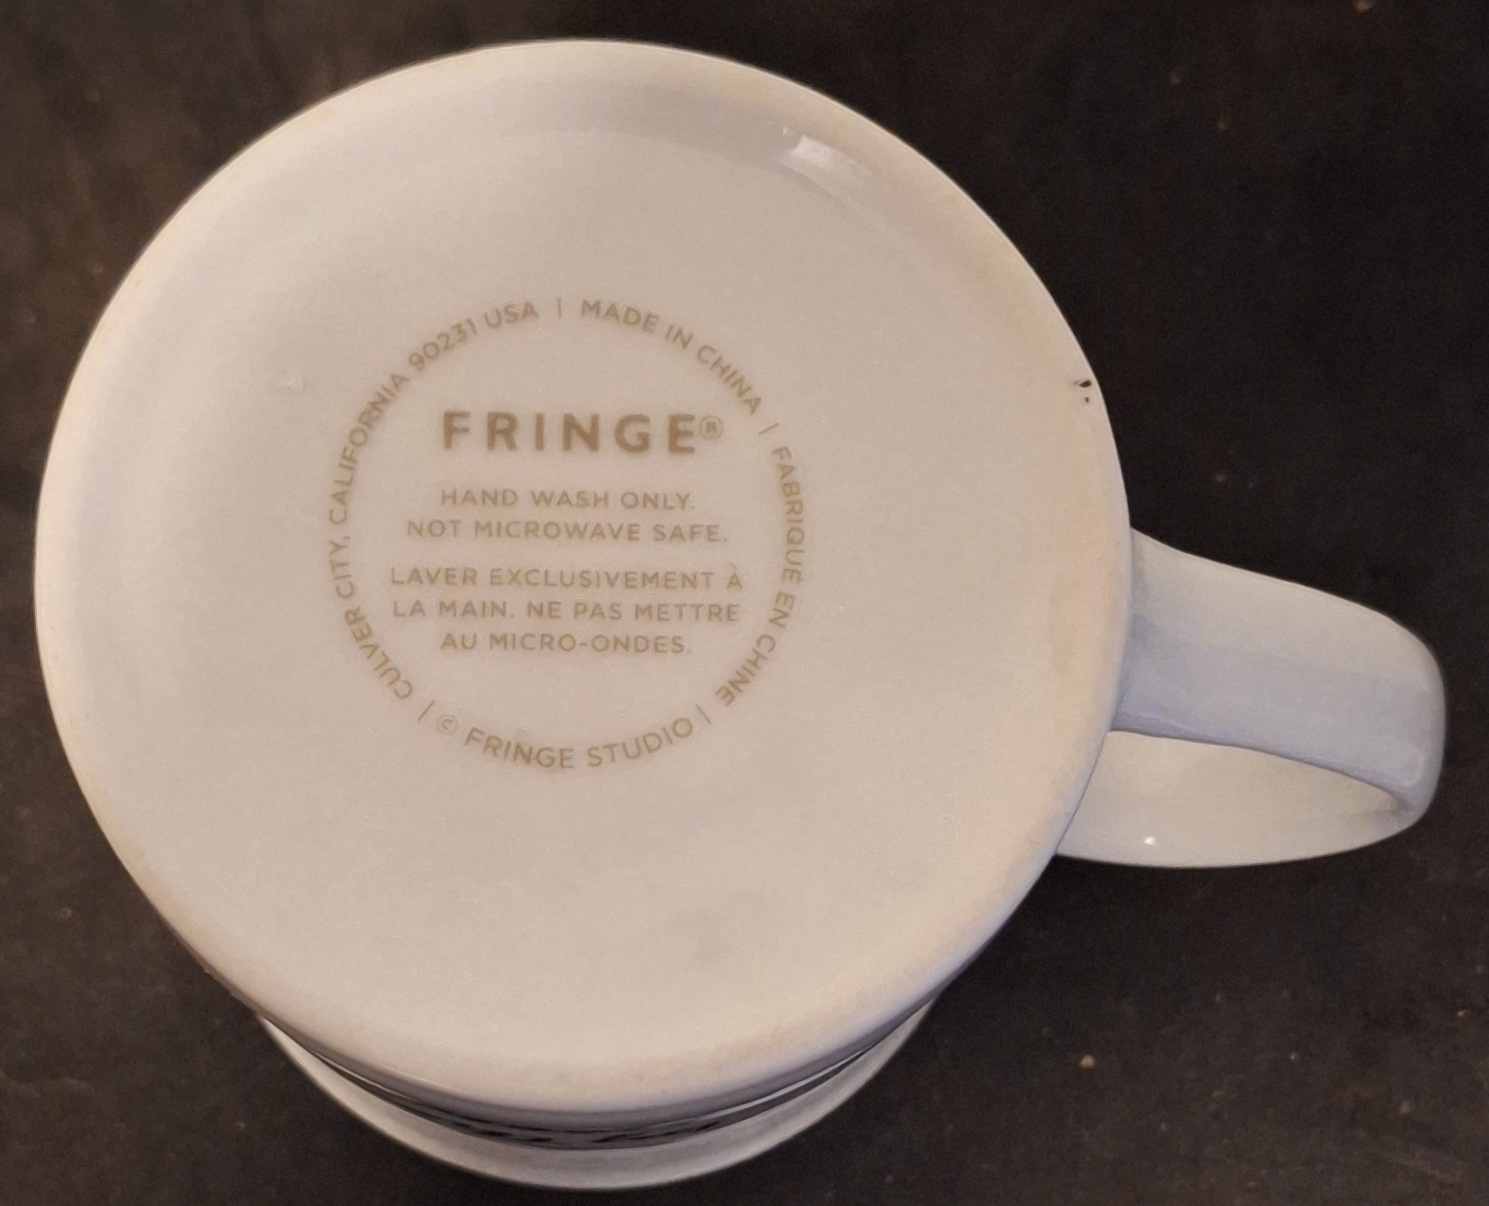 FRINGE®
HAND WASH ONLY.
NOT MICROWAVE SAFE.
LAVER EXCLUSIVEMENT À
LA MAIN. NE PAS METTRE
AU MICRO-ONDES.
© FRINGE STUDIO | CULVER CITY, CALIFORNIA 90231 USA | MADE IN CHINA | FABRIQUÉ EN CHINE |